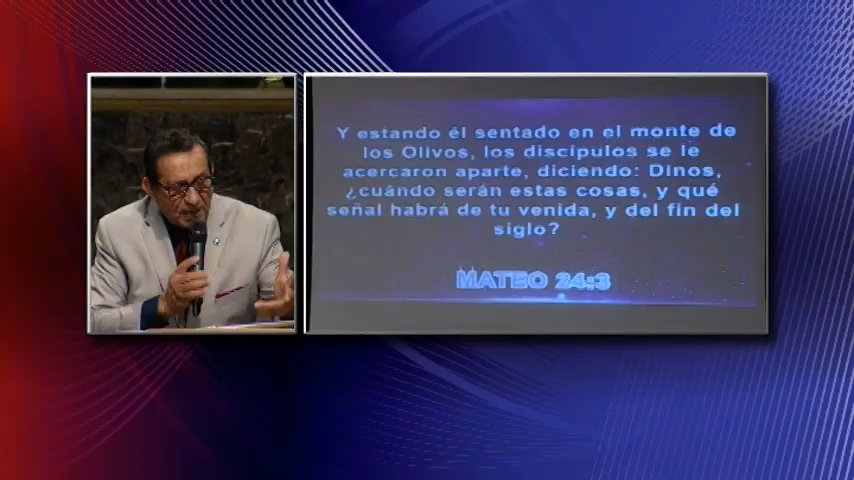 Y estando él sentado en el monte de
los Olivos, los discípulos se le
acercaron aparte, diciendo: Dinos,
¿cuándo serán estas cosas, y qué
señal habrá de tu venida, y del fin del
siglo?
MATEO 24:3